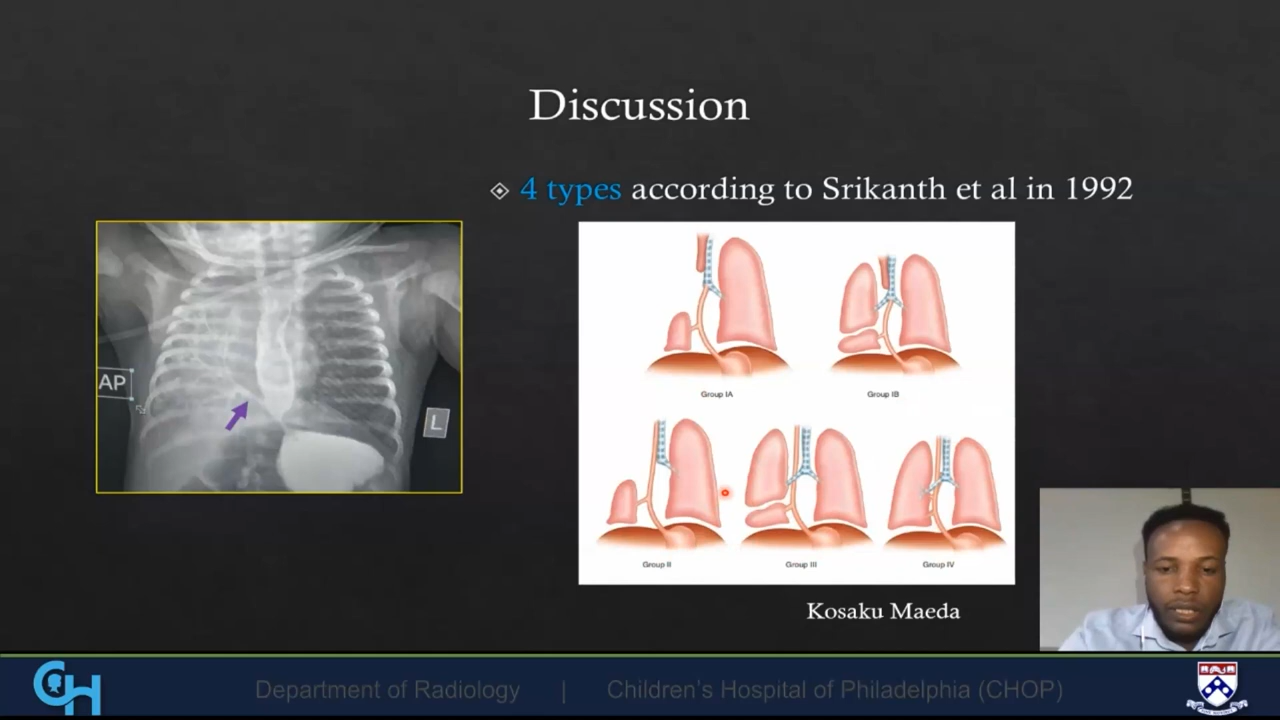 Discussion
4 types according to Srikanth et al in 1992
AP
L
Group IA
Group IB
Group II
Group III
Group IV
Kosaku Maeda
CH
Department of Radiology | Children's Hospital of Philadelphia (CHOP)